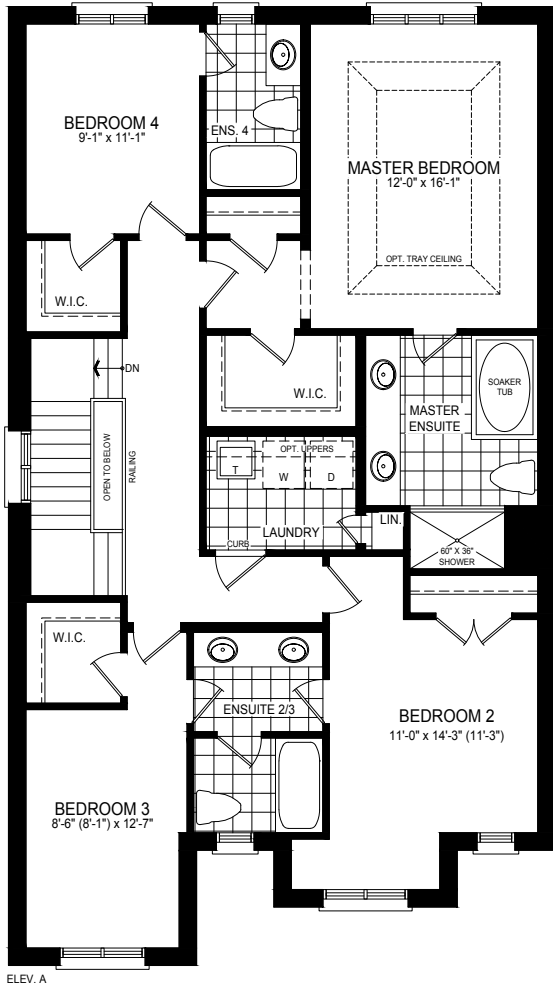 BEDROOM 4
9'-1" x 11'-1"
ENS. 4
MASTER BEDROOM
12'-0" x 16'-1"
OPT. TRAY CEILING
W.I.C.
DN
W.I.C.
OPEN TO BELOW
RAILING
MASTER
ENSUITE
SOAKER
TUB
OPT. UPPERS
T
W
D
LAUNDRY
LIN.
CURB
60" X 36"
SHOWER
W.I.C.
ENSUITE 2/3
BEDROOM 2
11'-0" x 14'-3" (11'-3")
BEDROOM 3
8'-6" (8'-1") x 12'-7"
ELEV. A